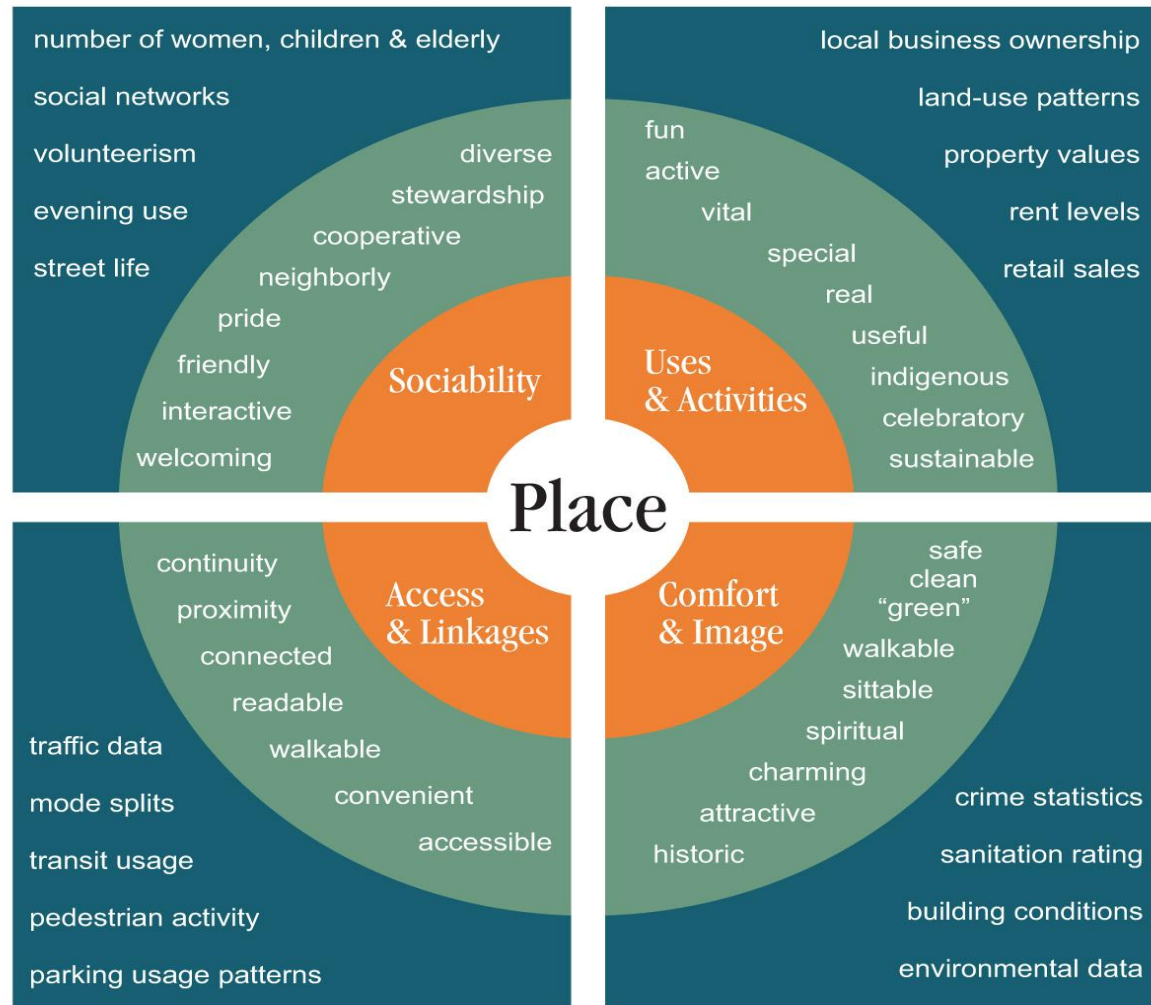 number of women, children & elderly
social networks
volunteerism
evening use
street life
diverse
stewardship
cooperative
neighborly
pride
friendly
interactive
welcoming
Sociability
local business ownership
land-use patterns
property values
rent levels
retail sales
fun
active
vital
special
real
useful
indigenous
celebratory
sustainable
Uses
& Activities
Place
continuity
proximity
connected
readable
walkable
convenient
accessible
Access
& Linkages
traffic data
mode splits
transit usage
pedestrian activity
parking usage patterns
Comfort
& Image
safe
clean
“green”
walkable
sittable
spiritual
charming
attractive
historic
crime statistics
sanitation rating
building conditions
environmental data